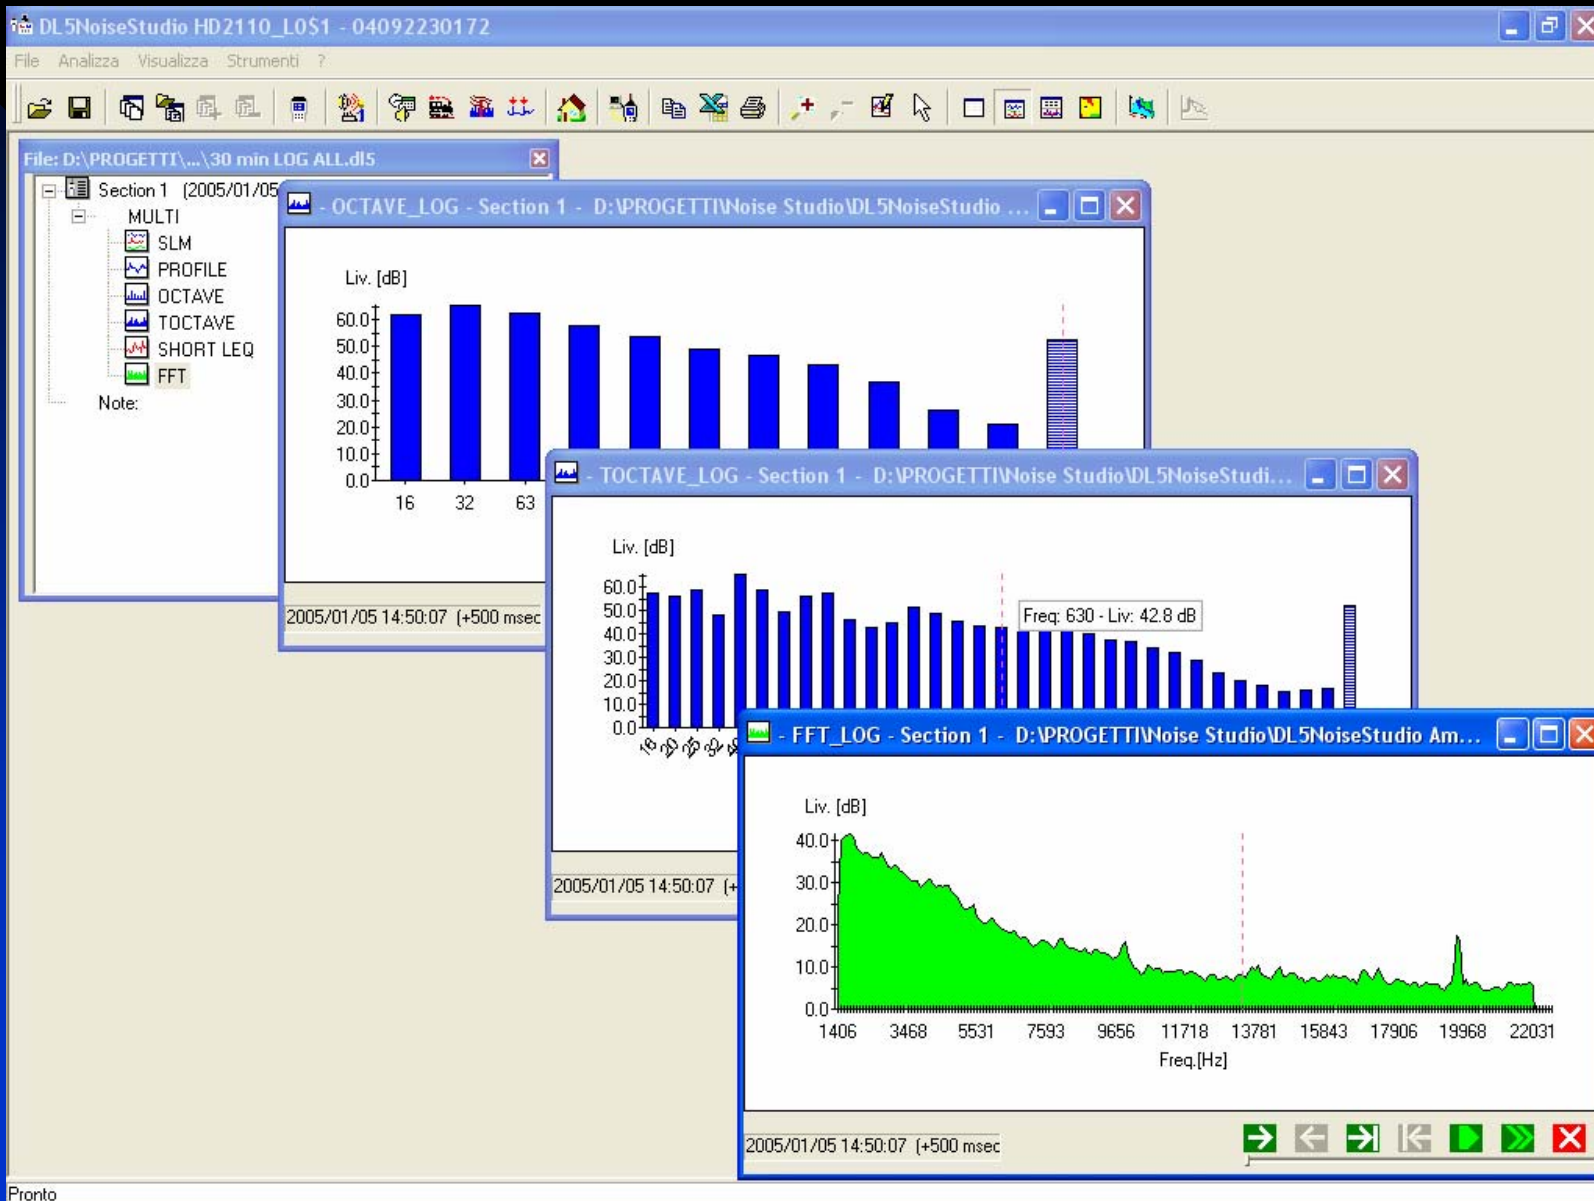 DL5NoiseStudio HD2110_L0$1 - 04092230172
File Analizza Visualizza Strumenti ?
File: D:\PROGETTI\...\30 min LOG ALL.dl5
Section 1 (2005/01/05
MULTI
SLM
PROFILE
OCTAVE
TOCTAVE
SHORT LEQ
FFT
Note:
- OCTAVE_LOG - Section 1 - D:\PROGETTI\Noise Studio\DL5NoiseStudio ...
Liv. [dB]
60.0
50.0
40.0
30.0
20.0
10.0
0.0
16 32 63
2005/01/05 14:50:07 (+500 msec
- TOCTAVE_LOG - Section 1 - D:\PROGETTI\Noise Studio\DL5NoiseStudi...
Liv. [dB]
60.0
50.0
40.0
30.0
20.0
10.0
0.0
Freq: 630 - Liv: 42.8 dB
16 20 25 32
2005/01/05 14:50:07 (+
- FFT_LOG - Section 1 - D:\PROGETTI\Noise Studio\DL5NoiseStudio Am...
Liv. [dB]
40.0
30.0
20.0
10.0
0.0
1406 3468 5531 7593 9656 11718 13781 15843 17906 19968 22031
Freq.[Hz]
2005/01/05 14:50:07 (+500 msec
Pronto